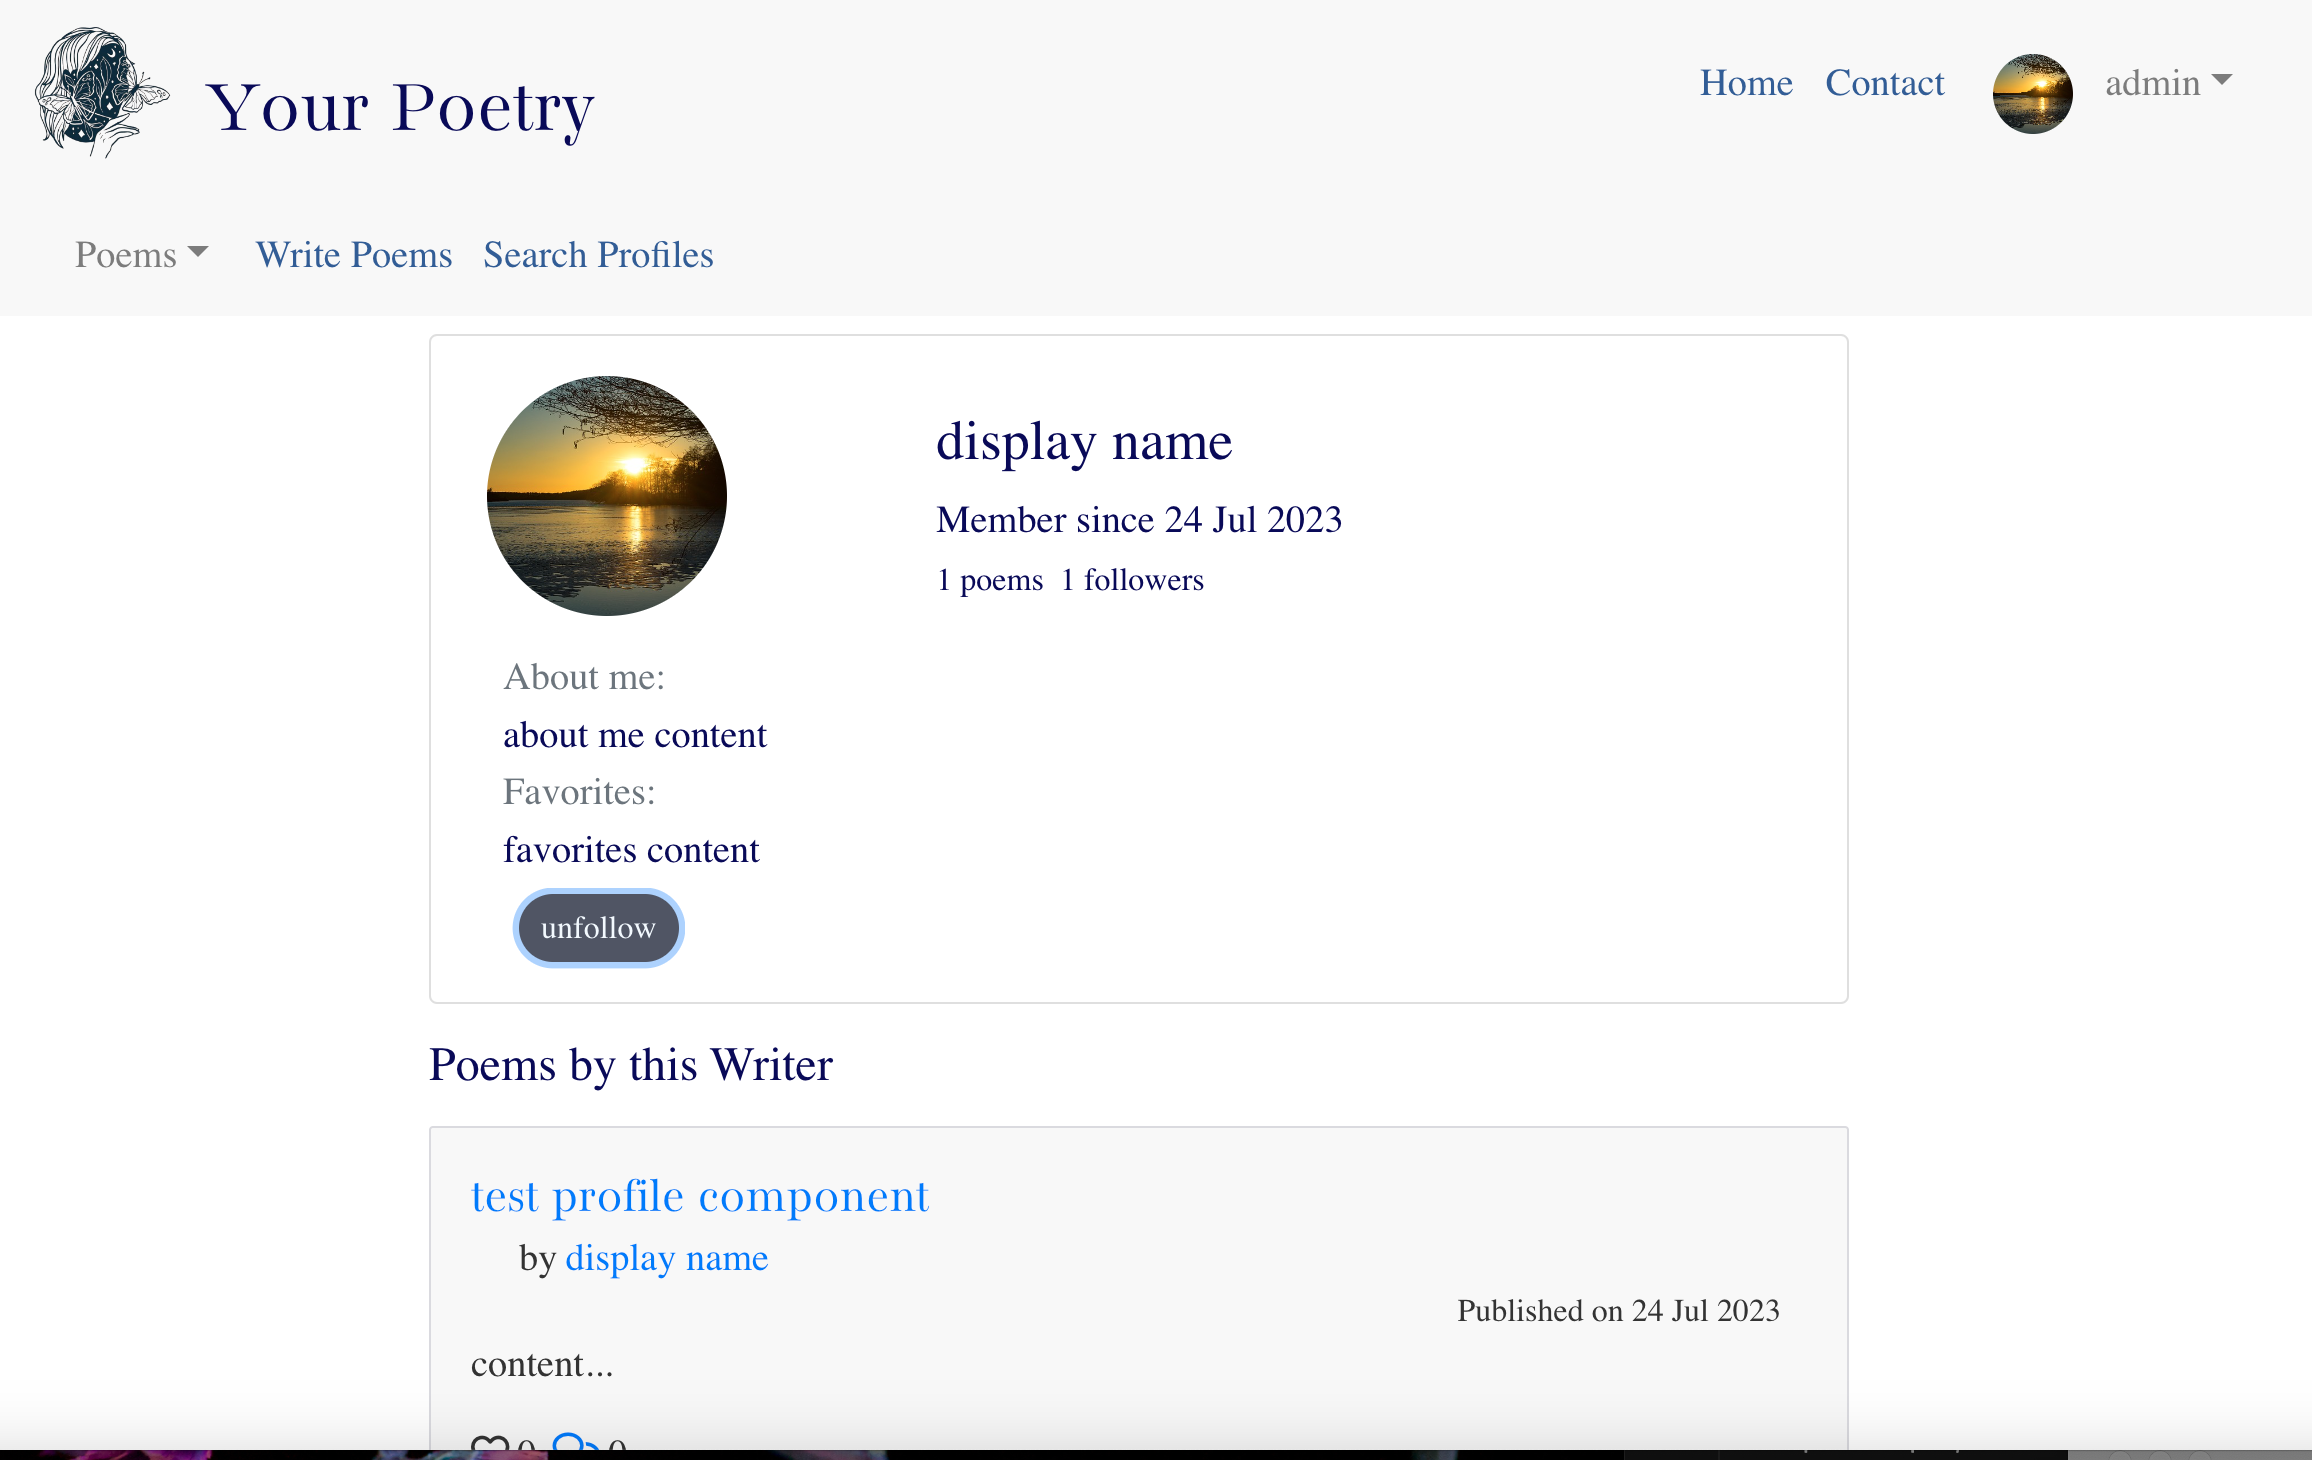 Your Poetry
Home Contact admin
Poems Write Poems Search Profiles
display name
Member since 24 Jul 2023
1 poems 1 followers
About me:
about me content
Favorites:
favorites content
unfollow
Poems by this Writer
test profile component
by display name
Published on 24 Jul 2023
content...
0 0